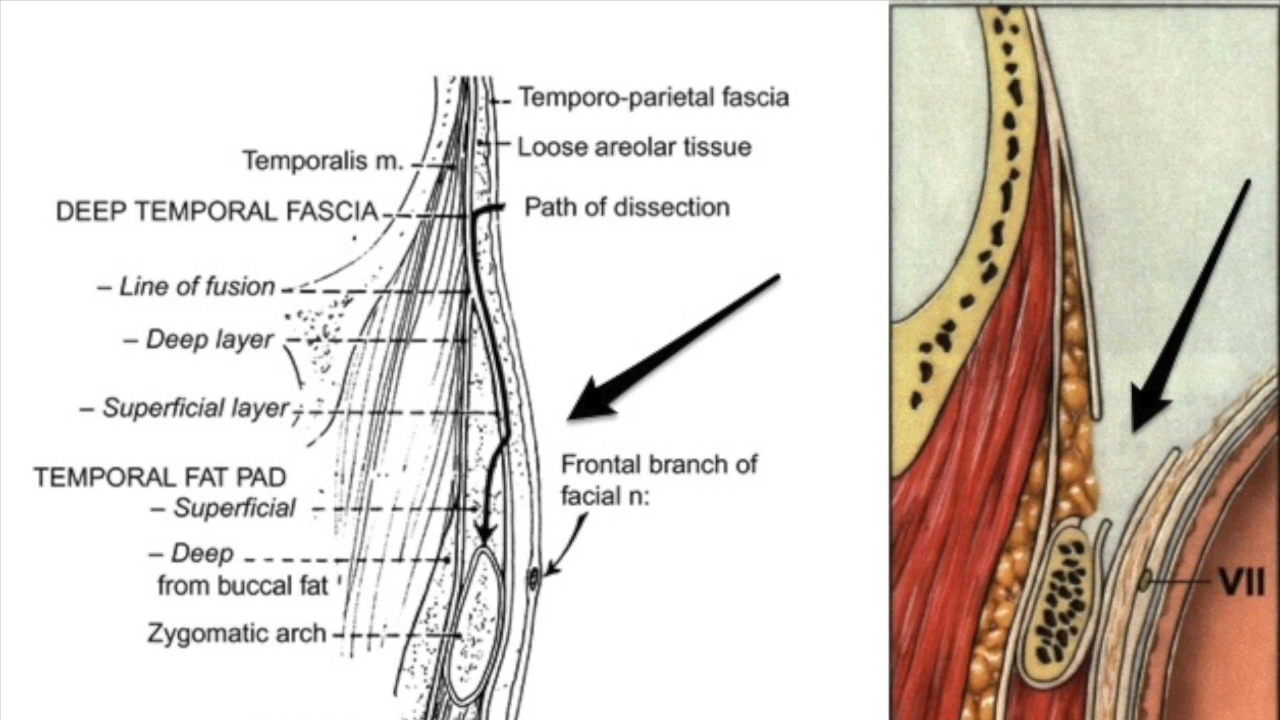 Temporo-parietal fascia
Loose areolar tissue
Temporalis m.
DEEP TEMPORAL FASCIA
Path of dissection
– Line of fusion
– Deep layer
– Superficial layer
TEMPORAL FAT PAD
– Superficial
– Deep
from buccal fat
Zygomatic arch
Frontal branch of
facial n:
VII